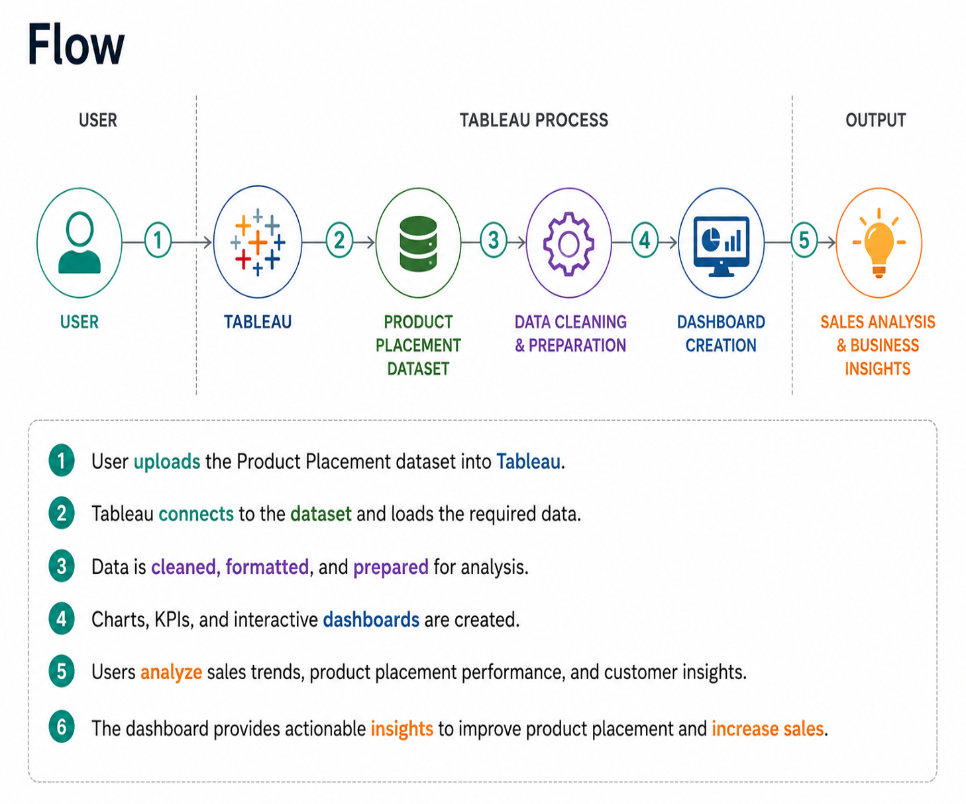 Flow
USER
TABLEAU PROCESS
OUTPUT
1
2
3
4
5
USER
TABLEAU
PRODUCT
PLACEMENT
DATASET
DATA CLEANING
& PREPARATION
DASHBOARD
CREATION
SALES ANALYSIS
& BUSINESS
INSIGHTS
1 User uploads the Product Placement dataset into Tableau.
2 Tableau connects to the dataset and loads the required data.
3 Data is cleaned, formatted, and prepared for analysis.
4 Charts, KPIs, and interactive dashboards are created.
5 Users analyze sales trends, product placement performance, and customer insights.
6 The dashboard provides actionable insights to improve product placement and increase sales.